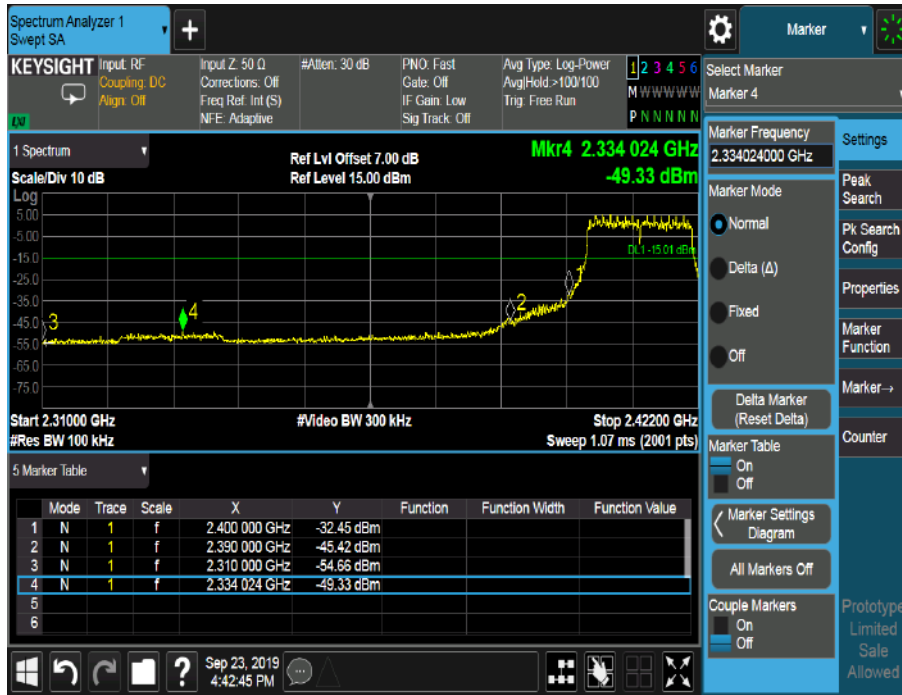 Spectrum Analyzer 1
Swept SA
+
Marker
KEYSIGHT
Input: RF
Coupling: DC
Align: Off
Input Z: 50 Ω
Corrections: Off
Freq Ref: Int (S)
NFE: Adaptive
#Atten: 30 dB
PNO: Fast
Gate: Off
IF Gain: Low
Sig Track: Off
Avg Type: Log-Power
Avg|Hold:>100/100
Trig: Free Run
1 2 3 4 5 6
M W W W W W
P N N N N N
LXI
Select Marker
Marker 4
1 Spectrum
Scale/Div 10 dB
Ref Lvl Offset 7.00 dB
Ref Level 15.00 dBm
Mkr4 2.334 024 GHz
-49.33 dBm
Log
5.00
-5.00
-15.0
-25.0
-35.0
-45.0
-55.0
-65.0
-75.0
DL1 -15.01 dBm
1
2
3
4
Start 2.31000 GHz
#Video BW 300 kHz
Stop 2.42200 GHz
#Res BW 100 kHz
Sweep 1.07 ms (2001 pts)
5 Marker Table
Mode Trace Scale X Y Function Function Width Function Value
1 N 1 f 2.400 000 GHz -32.45 dBm
2 N 1 f 2.390 000 GHz -45.42 dBm
3 N 1 f 2.310 000 GHz -54.66 dBm
4 N 1 f 2.334 024 GHz -49.33 dBm
5
6
Marker Frequency
2.334024000 GHz
Marker Mode
Normal
Delta (Δ)
Fixed
Off
Delta Marker
(Reset Delta)
Marker Table
On
Off
Marker Settings
Diagram
All Markers Off
Couple Markers
On
Off
Settings
Peak
Search
Pk Search
Config
Properties
Marker
Function
Marker→
Counter
Prototype
Limited
Sale
Allowed
?
Sep 23, 2019
4:42:45 PM